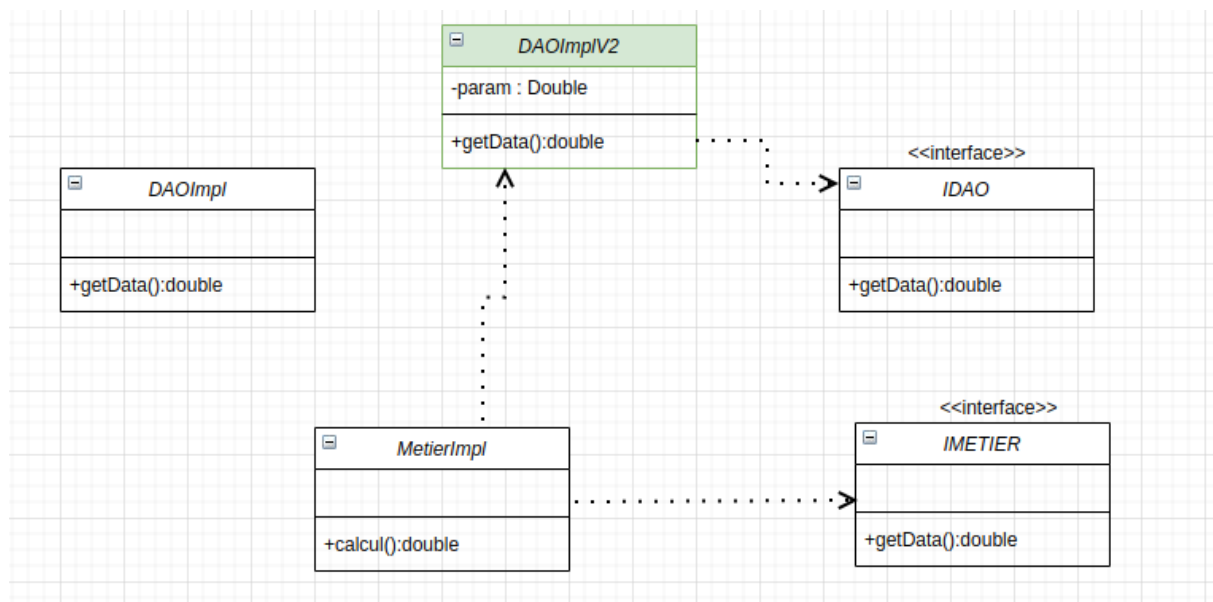 DAOImplV2
-param : Double
+getData():double
<<interface>>
DAOImpl
IDAO
+getData():double
+getData():double
<<interface>>
MetierImpl
IMETIER
+calcul():double
+getData():double